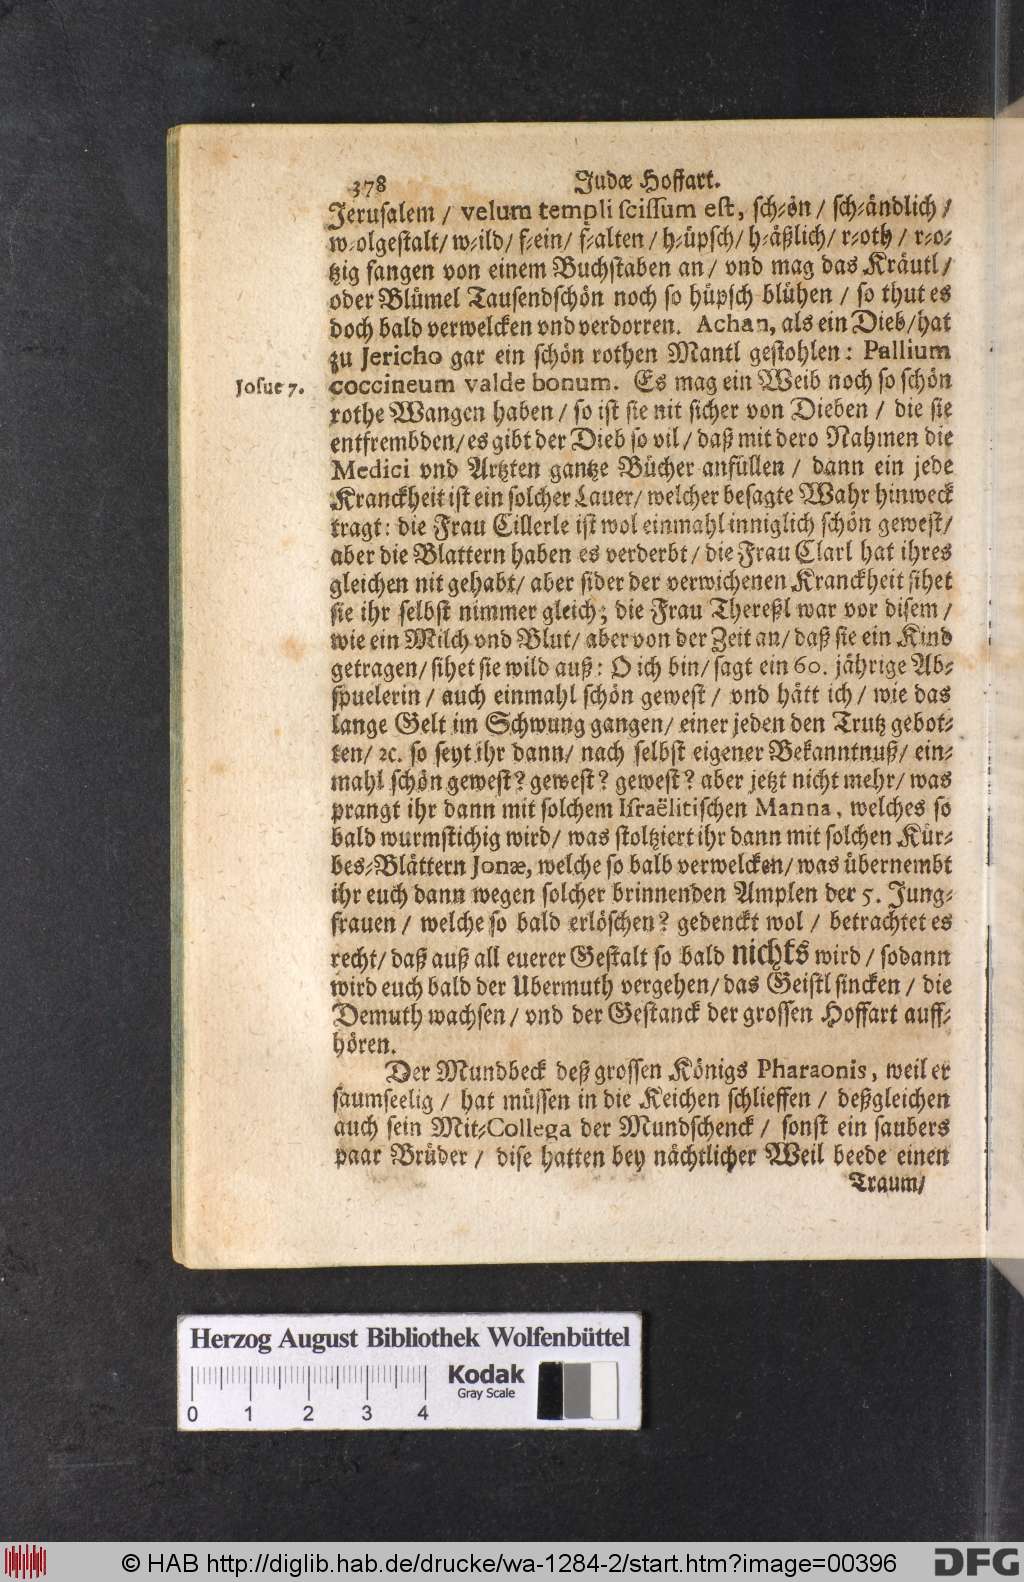 378 Judæ Hoffart.
Jerusalem / velum templi scissum est, sch-ön / sch-ändlich /
w-olgestalt / w-ild / f-ein / f-alten / h-üpsch / h-äßlich / r-oth / r-o-
tzig fangen von einem Buchstaben an / vnd mag das Kräutl /
oder Blümel Tausendschön noch so hüpsch blühen / so thut es
doch bald verwelcken vnd verdorren. Achan, als ein Dieb / hat
zu Jericho gar ein schön rothen Mantl gestohlen: Pallium
Josue 7.
coccineum valde bonum. Es mag ein Weib noch so schön
rothe Wangen haben / so ist sie nit sicher von Dieben / die sie
entfrembden / es gibt der Dieb so vil / daß mit dero Nahmen die
Medici vnd Artzten gantze Bücher anfüllen / dann ein jede
Kranckheit ist ein solcher Lauer / welcher besagte Wahr hinweck
tragt: die Frau Cillerle ist wol einmahl inniglich schön gewest /
aber die Blattern haben es verderbt / die Frau Clarl hat ihres
gleichen nit gehabt / aber sider der verwichenen Kranckheit sihet
sie ihr selbst nimmer gleich; die Frau Thereßl war vor disem /
wie ein Milch vnd Blut / aber von der Zeit an / daß sie ein Kind
getragen / sihet sie wild auß: O ich bin / sagt ein 60. jährige Ab-
spuelerin / auch einmahl schön gewest / vnd hätt ich / wie das
lange Gelt im Schwung gangen / einer jeden den Trutz gebot-
ten / ꝛc. so seyt ihr dann / nach selbst eigener Bekanntnuß / ein-
mahl schön gewest? gewest? gewest? aber jetzt nicht mehr / was
prangt ihr dann mit solchem Israëlitischen Manna, welches so
bald wurmstichig wird / was stoltziert ihr dann mit solchen Kür-
bes-Blättern Jonæ, welche so bald verwelcken / was übernembt
ihr euch dann wegen solcher brinnenden Amplen der 5. Jung-
frauen / welche so bald erlöschen? gedenckt wol / betrachtet es
recht / daß auß all euerer Gestalt so bald nichts wird / sodann
wird euch bald der Ubermuth vergehen / das Geistl sincken / die
Demuth wachsen / vnd der Gestanck der grossen Hoffart auff-
hören.
Der Mundbeck deß grossen Königs Pharaonis, weil er
saumseelig / hat müssen in die Keichen schlieffen / deßgleichen
auch sein Mit-Collega der Mundschenck / sonst ein saubers
paar Brüder / dise hatten bey nächtlicher Weil beede einen
Traum /
Herzog August Bibliothek Wolfenbüttel
Kodak
Gray Scale
0 1 2 3 4
© HAB http://diglib.hab.de/drucke/wa-1284-2/start.htm?image=00396
DFG